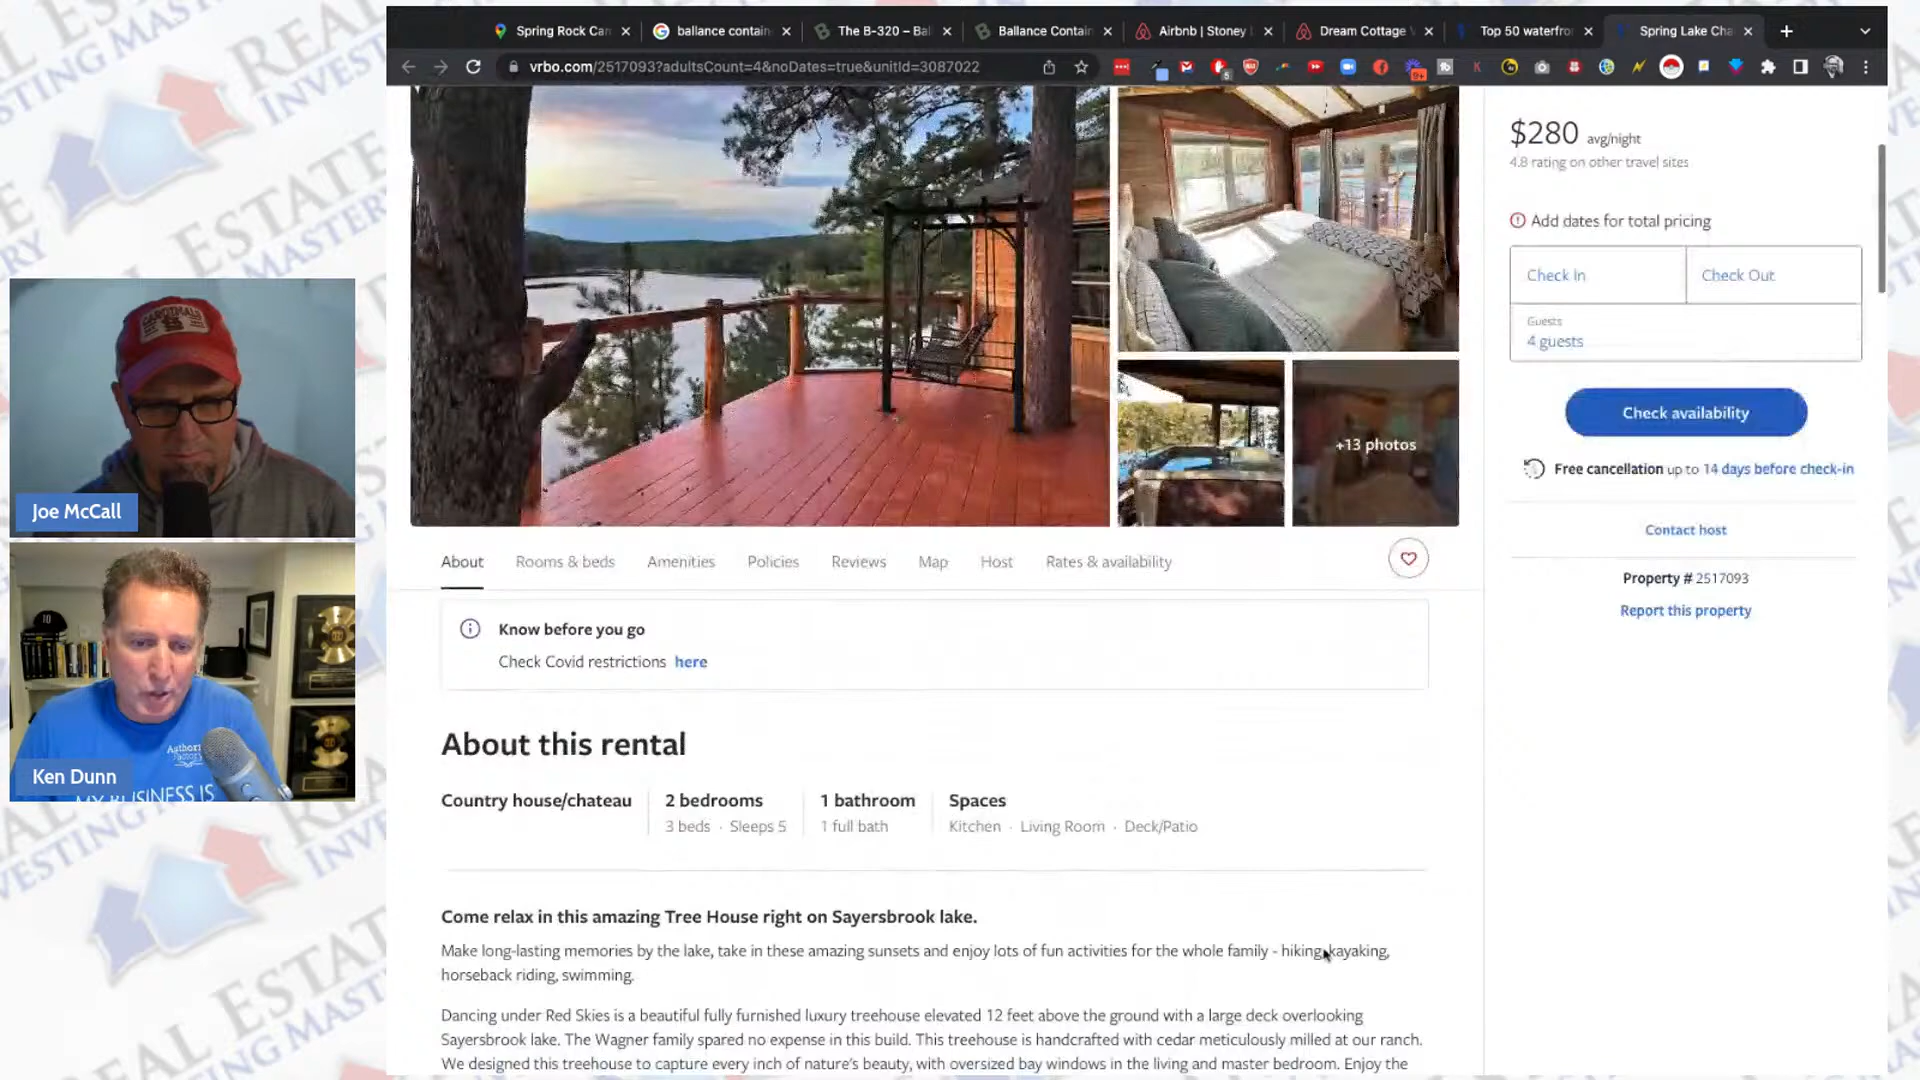 Spring Rock Car
ballance contain
The B-320 – Bal
Ballance Contain
Airbnb | Stoney
Dream Cottage
Top 50 waterfro
Spring Lake Cha
vrbo.com/2517093?adultsCount=4&noDates=true&unitId=3087022
$280 avg/night
4.8 rating on other travel sites
Add dates for total pricing
Check In
Check Out
Guests
4 guests
Check availability
Free cancellation up to 14 days before check-in
Contact host
Property # 2517093
Report this property
+13 photos
About
Rooms & beds
Amenities
Policies
Reviews
Map
Host
Rates & availability
Know before you go
Check Covid restrictions here
About this rental
Country house/chateau
2 bedrooms
3 beds · Sleeps 5
1 bathroom
1 full bath
Spaces
Kitchen · Living Room · Deck/Patio
Come relax in this amazing Tree House right on Sayersbrook lake.
Make long-lasting memories by the lake, take in these amazing sunsets and enjoy lots of fun activities for the whole family - hiking, kayaking,
horseback riding, swimming.
Dancing under Red Skies is a beautiful fully furnished luxury treehouse elevated 12 feet above the ground with a large deck overlooking
Sayersbrook lake. The Wagner family spared no expense in this build. This treehouse is handcrafted with cedar meticulously milled at our ranch.
We designed this treehouse to capture every inch of nature's beauty, with oversized bay windows in the living and master bedroom. Enjoy the
CARDINALS
Joe McCall
10
Ken Dunn
MY BUSINESS IS
REAL ESTATE
INVESTING MASTERY